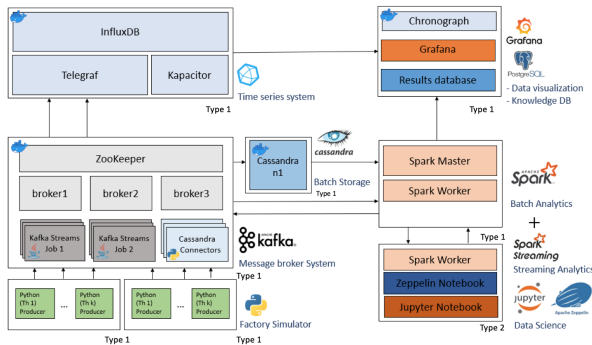 InfluxDB
Telegraf
Kapacitor
Time series system
Type 1
Chronograph
Grafana
Results database
Type 1
Grafana
PostgreSQL
- Data visualization
- Knowledge DB
ZooKeeper
broker1
broker2
broker3
Kafka Streams
Job 1
Kafka Streams
Job 2
Cassandra
Connectors
Type 1
Cassandra
n1
Type 1
cassandra
Batch Storage
APACHE
kafka
Message broker System
Spark Master
Spark Worker
Type 1
APACHE
Spark
Batch Analytics
+
Spark
Streaming
Streaming Analytics
Spark Worker
Zeppelin Notebook
Jupyter Notebook
Type 2
jupyter
Apache Zeppelin
Data Science
Python
(Th 1)
Producer
...
Python
(Th k)
Producer
Type 1
Python
(Th 1)
Producer
...
Python
(Th k)
Producer
Type 1
Factory Simulator